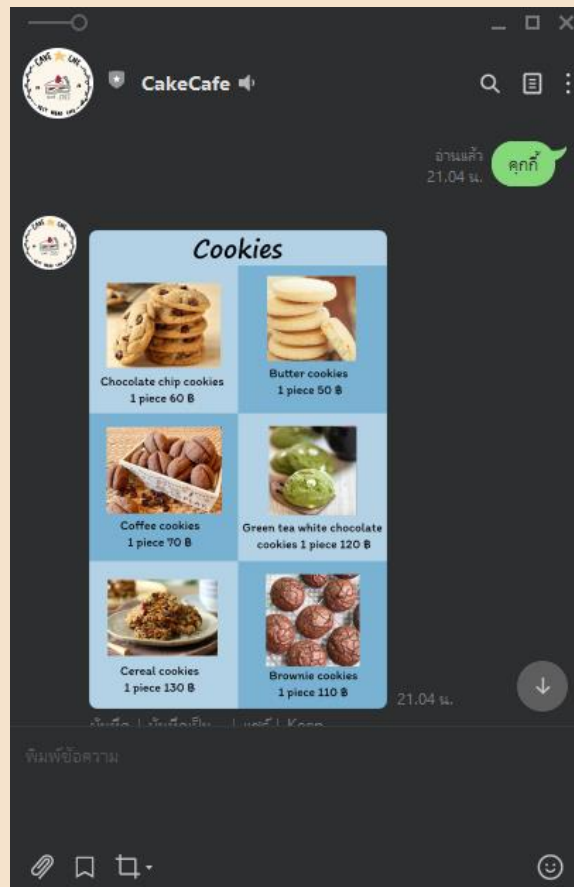 CakeCafe
อ่านแล้ว
21.04 น.
คุกกี้
Cookies
Chocolate chip cookies
1 piece 60 ฿
Butter cookies
1 piece 50 ฿
Coffee cookies
1 piece 70 ฿
Green tea white chocolate
cookies 1 piece 120 ฿
Cereal cookies
1 piece 130 ฿
Brownie cookies
1 piece 110 ฿
21.04 น.
พิมพ์ข้อความ